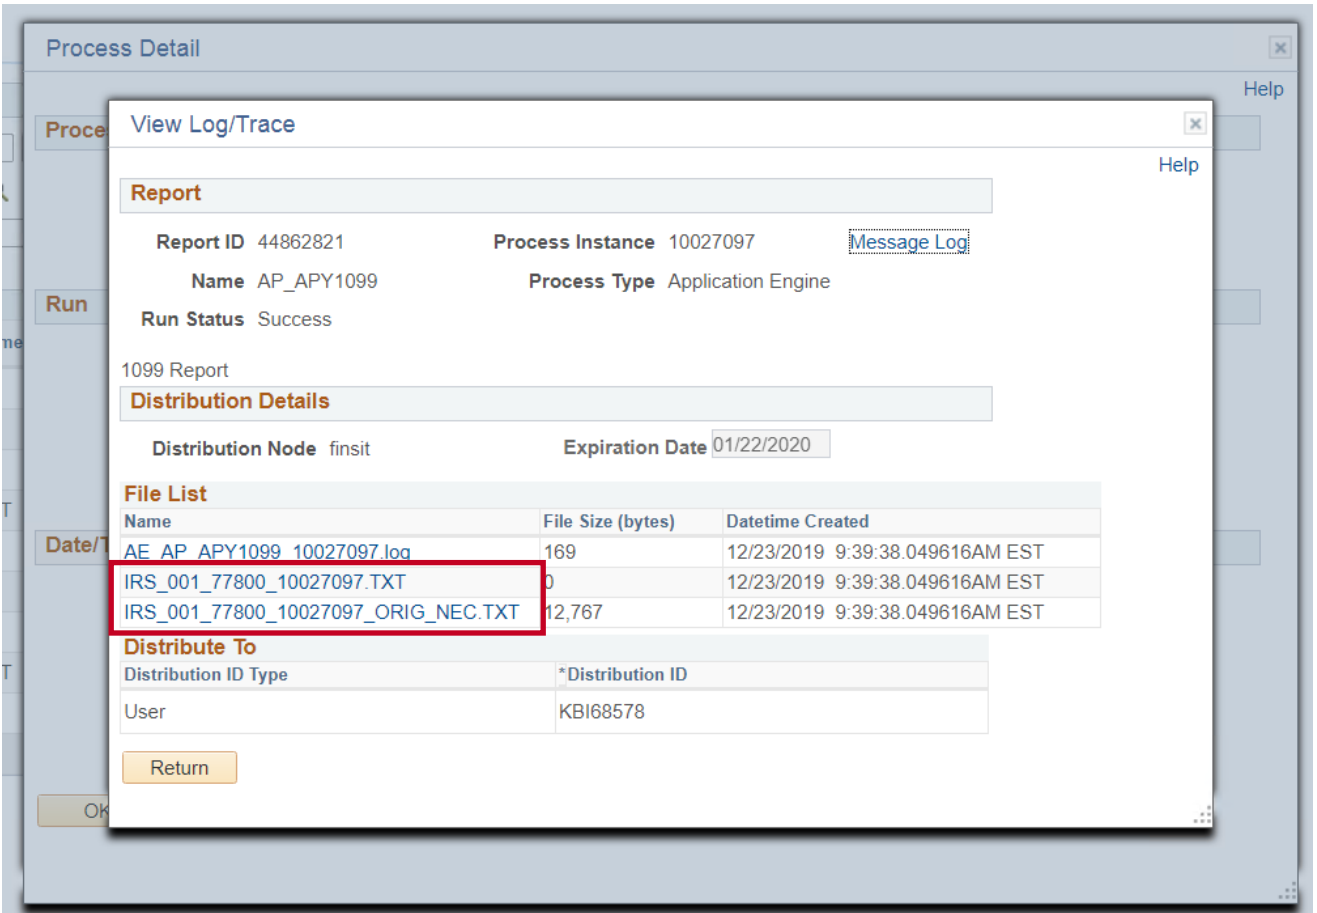 Process Detail
Help
Proce
View Log/Trace
Help
Report
Report ID 44862821 Process Instance 10027097 Message Log
Name AP_APY1099 Process Type Application Engine
Run Status Success
Run
me
1099 Report
Distribution Details
Distribution Node finsit Expiration Date 01/22/2020
File List
Name File Size (bytes) Datetime Created
T
Date/T
AE_AP_APY1099_10027097.log 169 12/23/2019 9:39:38.049616AM EST
IRS_001_77800_10027097.TXT 0 12/23/2019 9:39:38.049616AM EST
IRS_001_77800_10027097_ORIG_NEC.TXT 12,767 12/23/2019 9:39:38.049616AM EST
Distribute To
Distribution ID Type *Distribution ID
T
User KBI68578
Return
OK